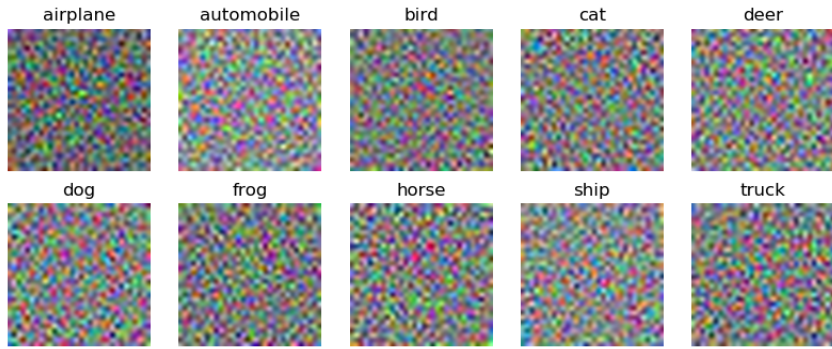 airplane automobile bird cat deer
dog frog horse ship truck